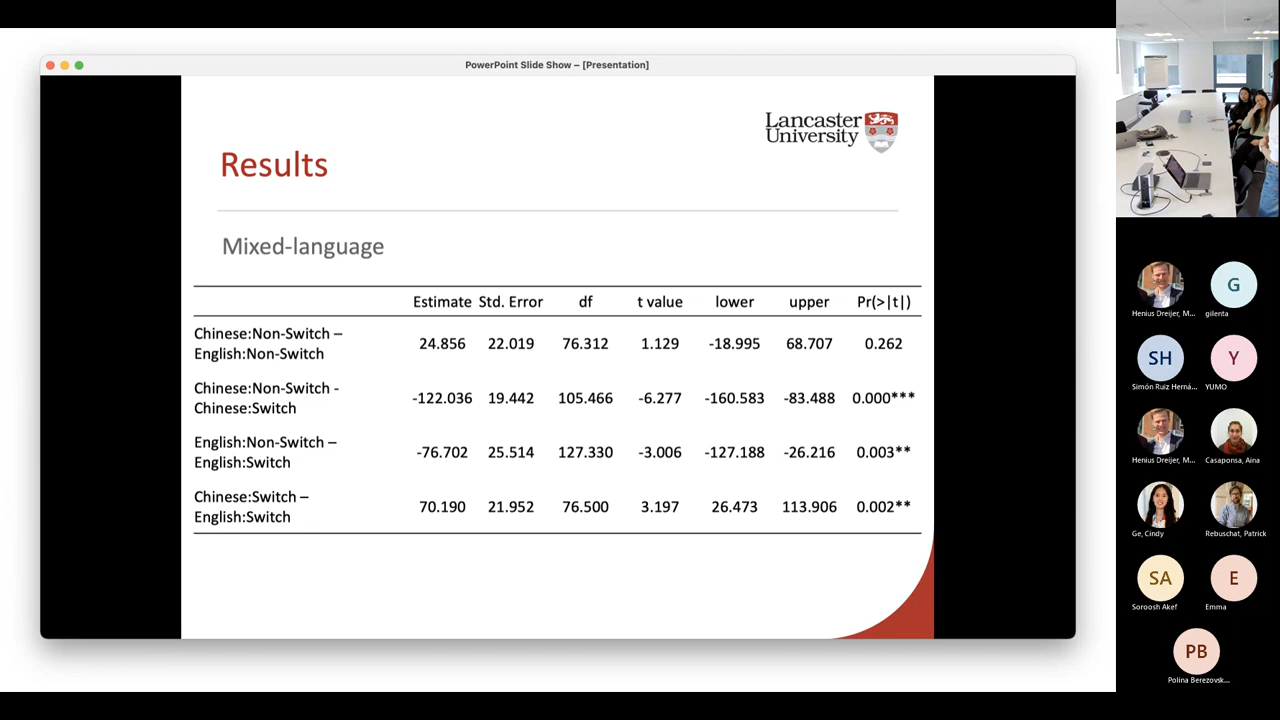 PowerPoint Slide Show – [Presentation]
Lancaster
University
Results
Mixed-language
Estimate Std. Error df t value lower upper Pr(>|t|)
Chinese:Non-Switch –
English:Non-Switch
24.856 22.019 76.312 1.129 -18.995 68.707 0.262
Chinese:Non-Switch -
Chinese:Switch
-122.036 19.442 105.466 -6.277 -160.583 -83.488 0.000***
English:Non-Switch –
English:Switch
-76.702 25.514 127.330 -3.006 -127.188 -26.216 0.003**
Chinese:Switch –
English:Switch
70.190 21.952 76.500 3.197 26.473 113.906 0.002**
G
Henius Dreijer, M... gilenta
SH Y
Simón Ruiz Herná... YUMO
Henius Dreijer, M... Casaponsa, Aina
Ge, Cindy Rebuschat, Patrick
SA E
Soroosh Akef Emma
PB
Polina Berezovsk...